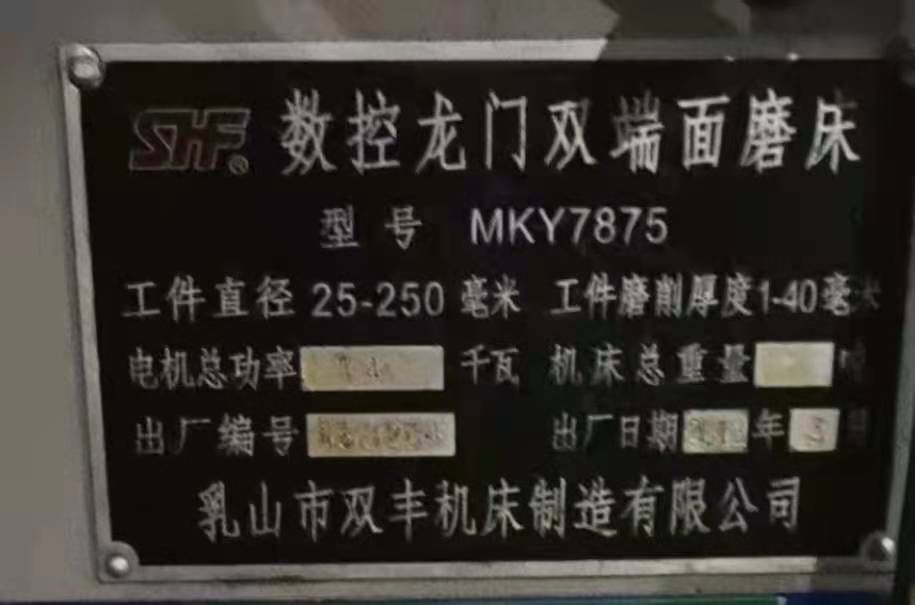 SHF® 数控龙门双端面磨床
型号 MKY7875
工件直径 25-250 毫米 工件磨削厚度1-40毫米
电机总功率 千瓦 机床总重量
出厂编号 出厂日期 年
乳山市双丰机床制造有限公司